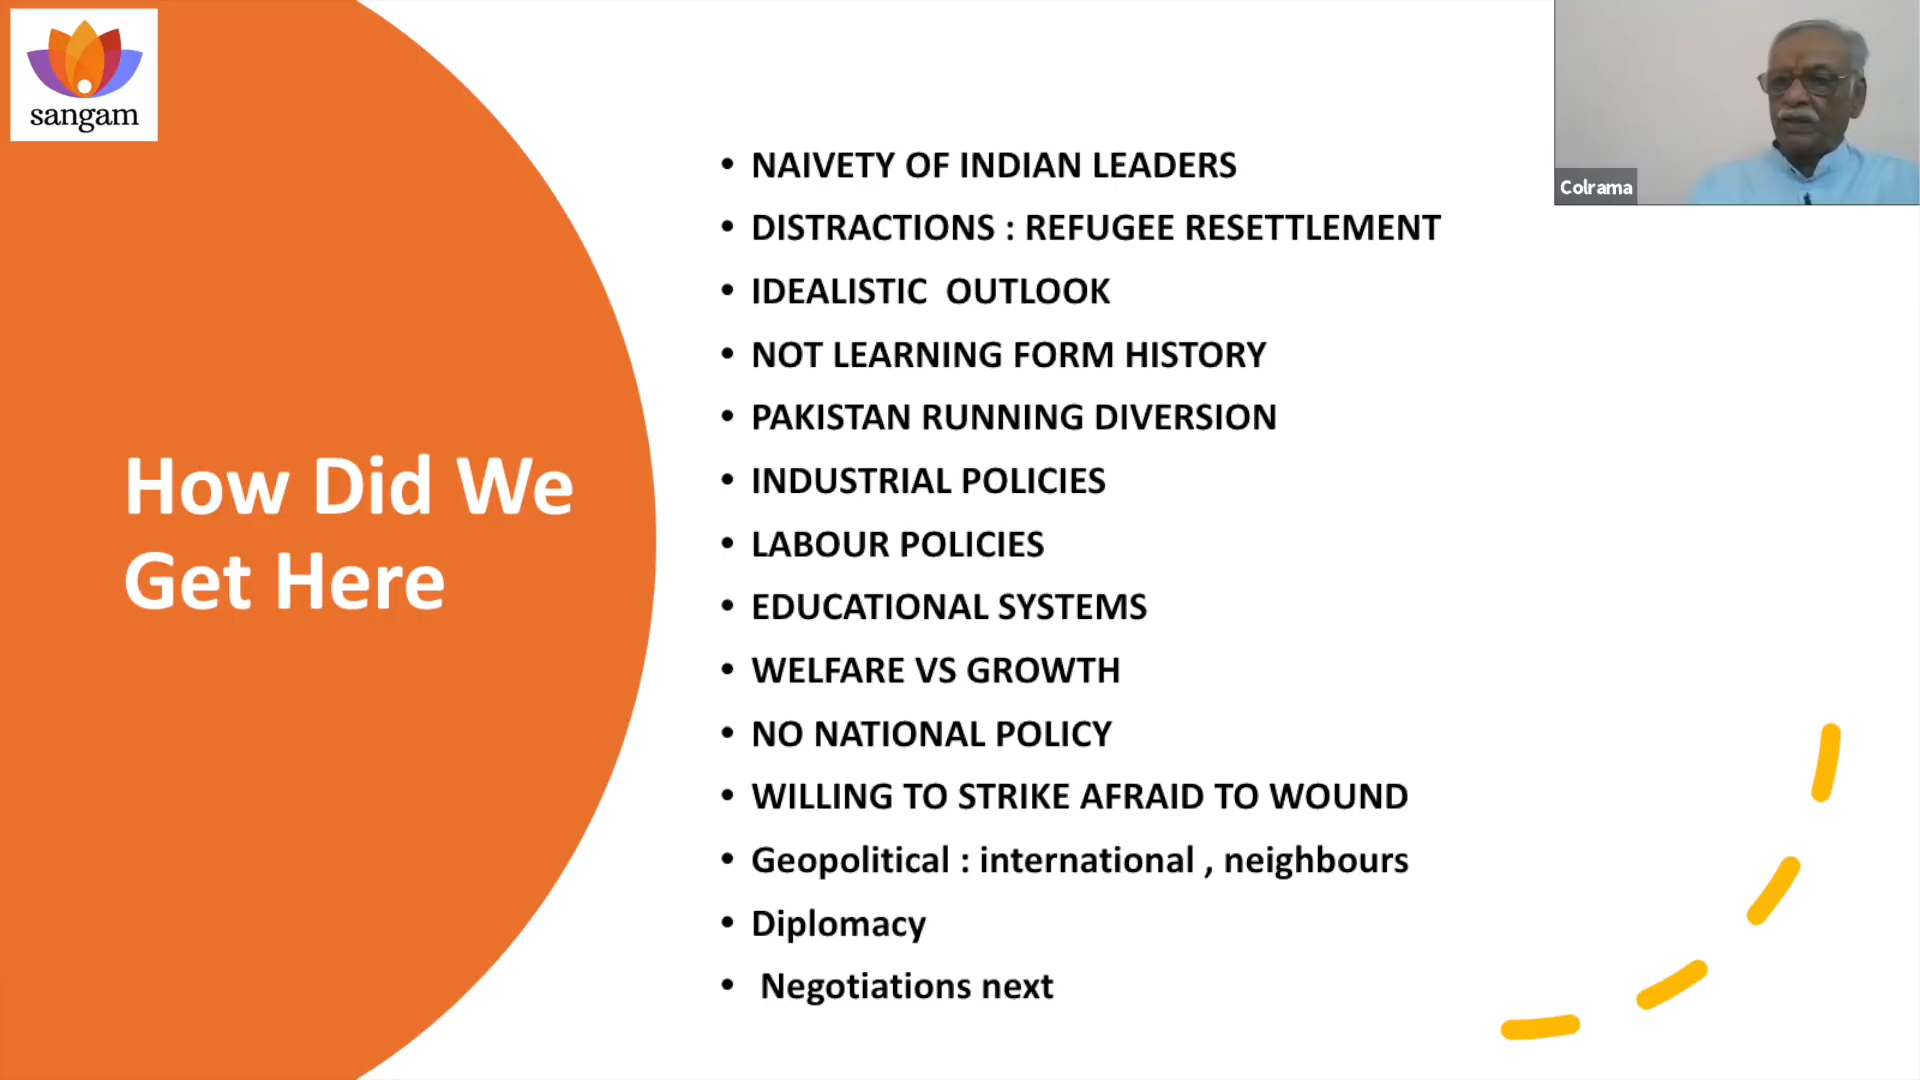 sangam
How Did We
Get Here
• NAIVETY OF INDIAN LEADERS
• DISTRACTIONS : REFUGEE RESETTLEMENT
• IDEALISTIC  OUTLOOK
• NOT LEARNING FORM HISTORY
• PAKISTAN RUNNING DIVERSION
• INDUSTRIAL POLICIES
• LABOUR POLICIES
• EDUCATIONAL SYSTEMS
• WELFARE VS GROWTH
• NO NATIONAL POLICY
• WILLING TO STRIKE AFRAID TO WOUND
• Geopolitical : international , neighbours
• Diplomacy
• Negotiations next
Colrama